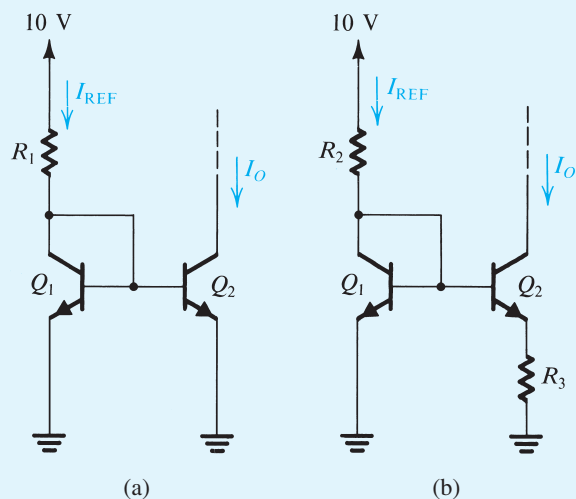 10 V
I_REF
R_1
I_O
Q_1
Q_2
(a)
10 V
I_REF
R_2
I_O
Q_1
Q_2
R_3
(b)